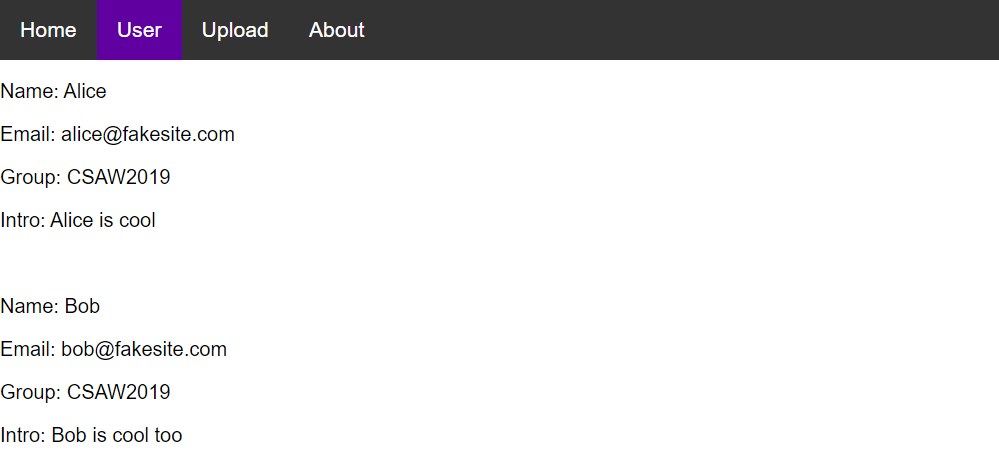 Home User Upload About
Name: Alice
Email: alice@fakesite.com
Group: CSAW2019
Intro: Alice is cool
Name: Bob
Email: bob@fakesite.com
Group: CSAW2019
Intro: Bob is cool too